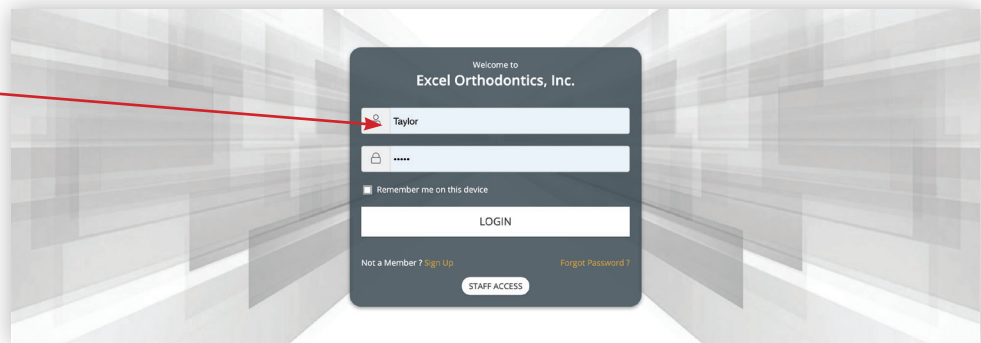 Welcome to
Excel Orthodontics, Inc.
Taylor
•••••
Remember me on this device
LOGIN
Not a Member ? Sign Up Forgot Password ?
STAFF ACCESS